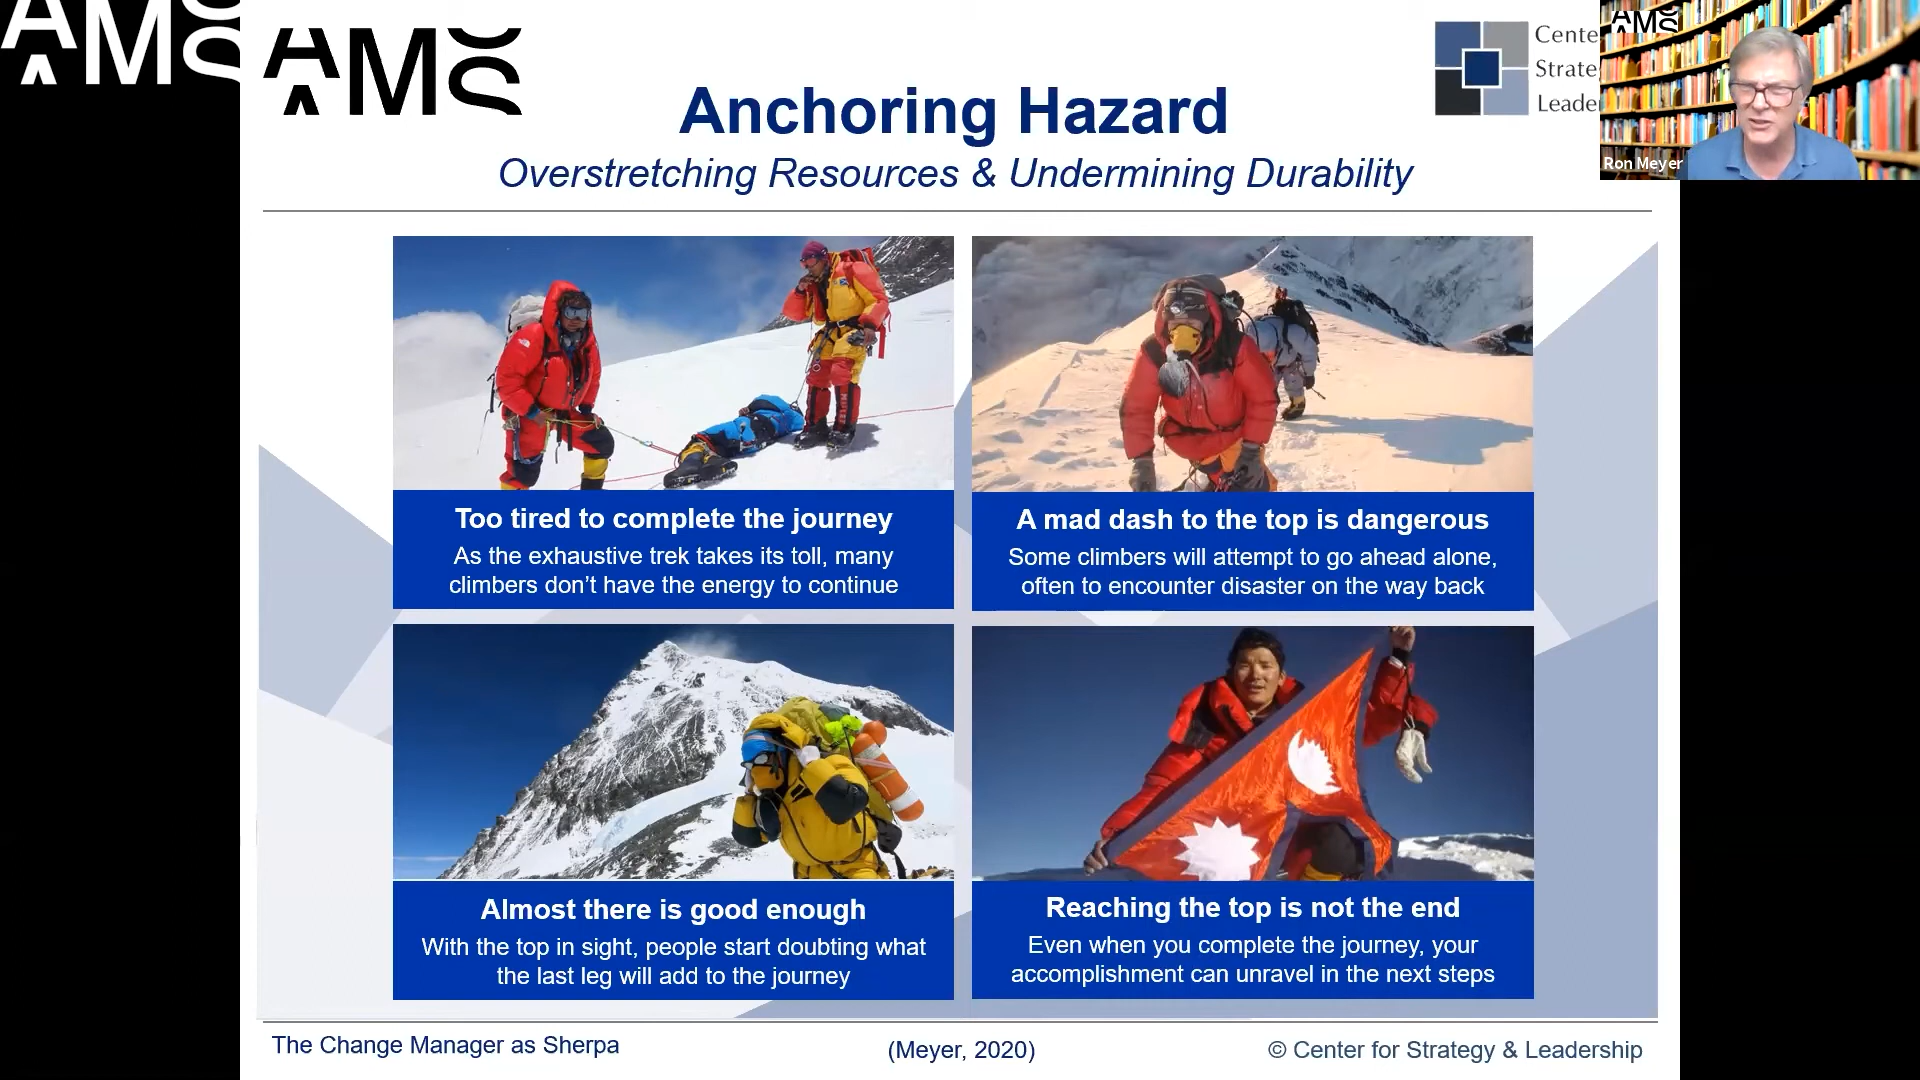 AMS
AMS
Anchoring Hazard
Overstretching Resources & Undermining Durability
Cente
Strate
Leade
AMS
Ron Meyer
Too tired to complete the journey
As the exhaustive trek takes its toll, many
climbers don’t have the energy to continue
A mad dash to the top is dangerous
Some climbers will attempt to go ahead alone,
often to encounter disaster on the way back
Almost there is good enough
With the top in sight, people start doubting what
the last leg will add to the journey
Reaching the top is not the end
Even when you complete the journey, your
accomplishment can unravel in the next steps
The Change Manager as Sherpa
(Meyer, 2020)
© Center for Strategy & Leadership